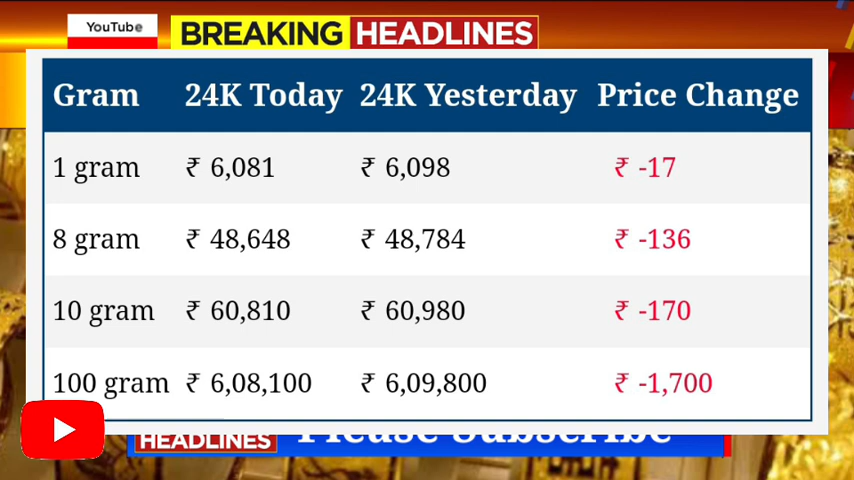 YouTube
BREAKING HEADLINES
Gram 24K Today 24K Yesterday Price Change
1 gram ₹ 6,081 ₹ 6,098 ₹ -17
8 gram ₹ 48,648 ₹ 48,784 ₹ -136
10 gram ₹ 60,810 ₹ 60,980 ₹ -170
100 gram ₹ 6,08,100 ₹ 6,09,800 ₹ -1,700
HEADLINES Please Subscribe